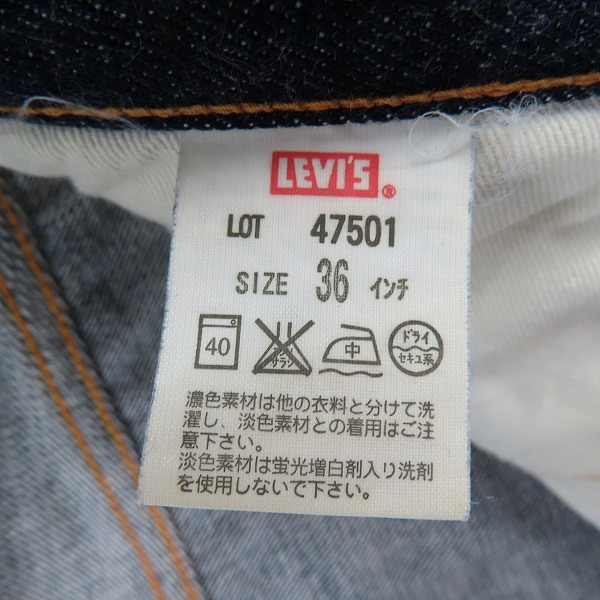 LEVI'S®
LOT 47501
SIZE 36 インチ
40 エンソサラシ 中 ドライ セキユ系
濃色素材は他の衣料と分けて洗
濯し、淡色素材との着用はご注
意下さい。
淡色素材は蛍光増白剤入り洗剤
を使用しないで下さい。